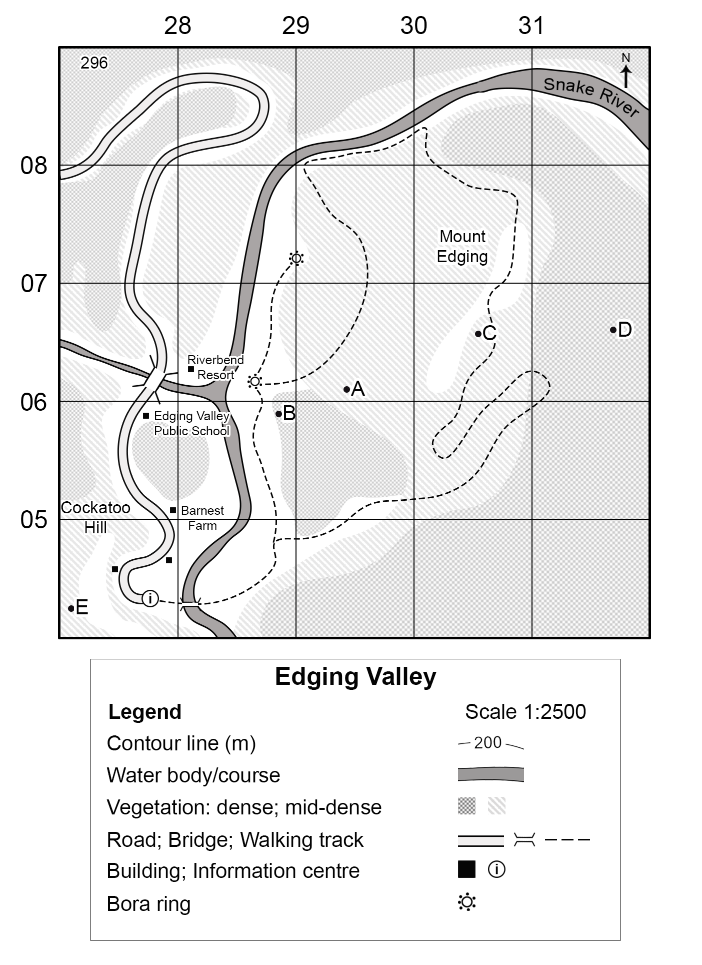 28 29 30 31
296
N
Snake River
08
Mount
Edging
07
C
D
Riverbend
Resort
06
A
B
Edging Valley
Public School
Cockatoo
Hill
05
Barnest
Farm
i
E
Edging Valley
Legend
Scale 1:2500
Contour line (m)
200
Water body/course
Vegetation: dense; mid-dense
Road; Bridge; Walking track
Building; Information centre
i
Bora ring